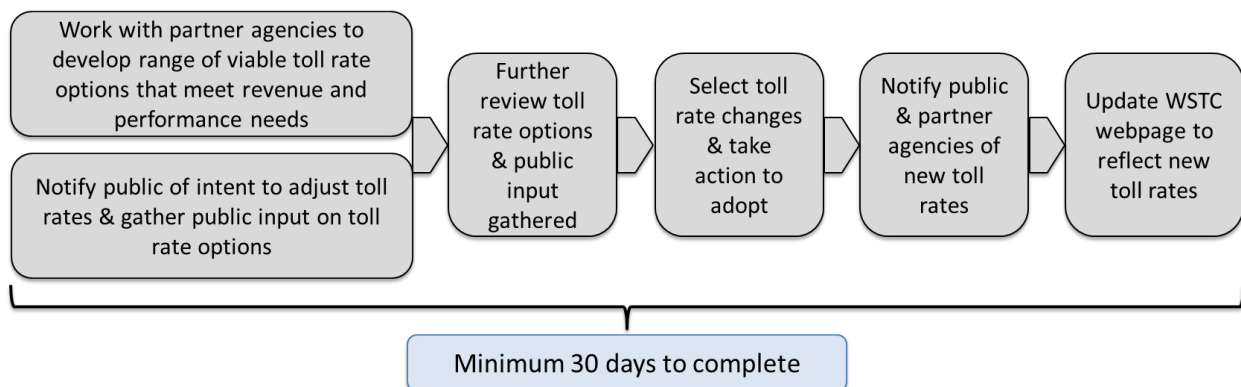 Work with partner agencies to
develop range of viable toll rate
options that meet revenue and
performance needs
Notify public of intent to adjust toll
rates & gather public input on toll
rate options
Further
review toll
rate options
& public
input
gathered
Select toll
rate changes
& take
action to
adopt
Notify public
& partner
agencies of
new toll
rates
Update WSTC
webpage to
reflect new
toll rates
Minimum 30 days to complete